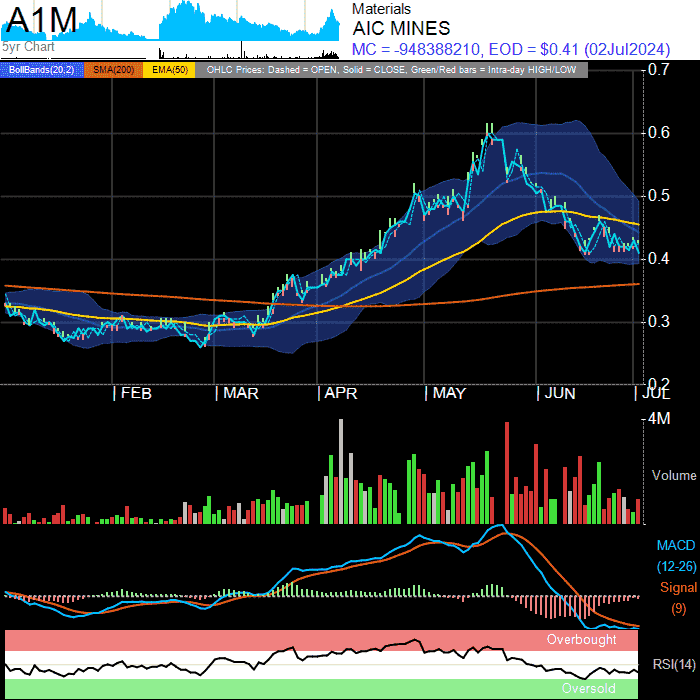 A1M
5yr Chart
Materials
AIC MINES
MC = -948388210, EOD = $0.41 (02Jul2024)
BollBands(20,2) SMA(200) EMA(50) OHLC Prices: Dashed = OPEN, Solid = CLOSE, Green/Red bars = Intra-day HIGH/LOW
0.7
0.6
0.5
0.4
0.3
0.2
FEB MAR APR MAY JUN JUL
4M
Volume
MACD
(12-26)
Signal
(9)
Overbought
RSI(14)
Oversold